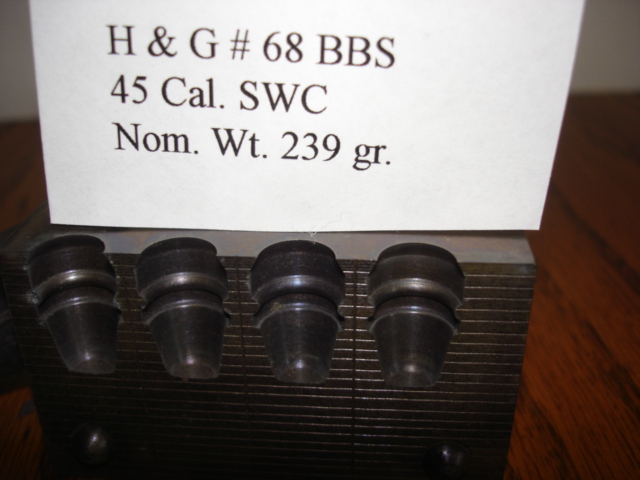 H & G # 68 BBS
45 Cal. SWC
Nom. Wt. 239 gr.